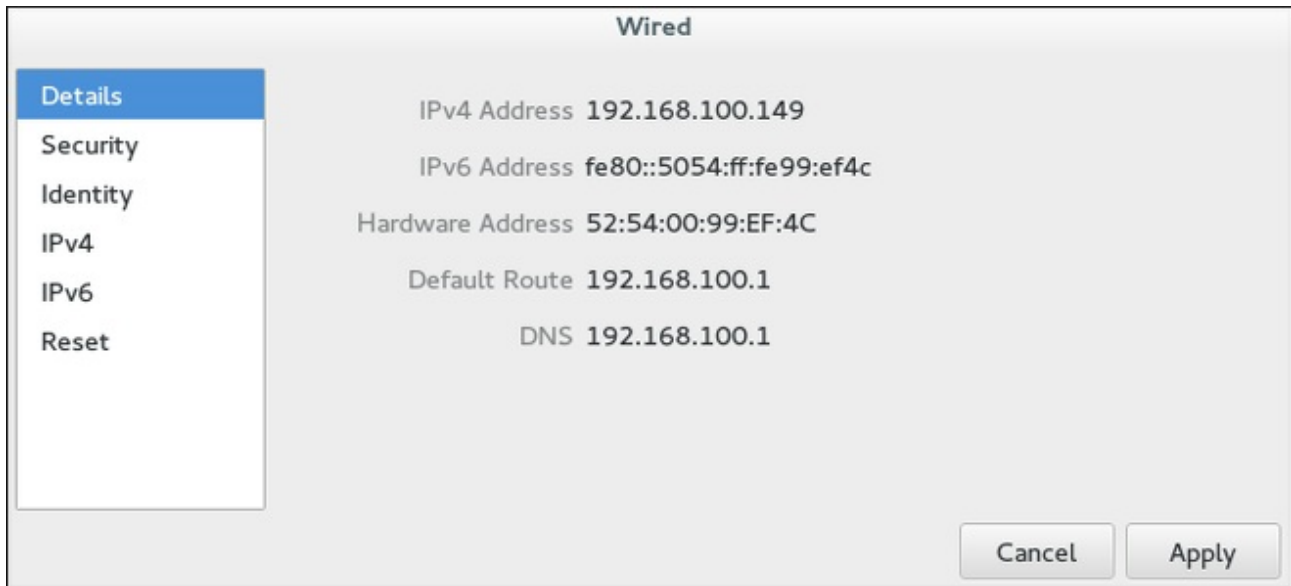 Wired
Details
Security
Identity
IPv4
IPv6
Reset
IPv4 Address 192.168.100.149
IPv6 Address fe80::5054:ff:fe99:ef4c
Hardware Address 52:54:00:99:EF:4C
Default Route 192.168.100.1
DNS 192.168.100.1
Cancel
Apply